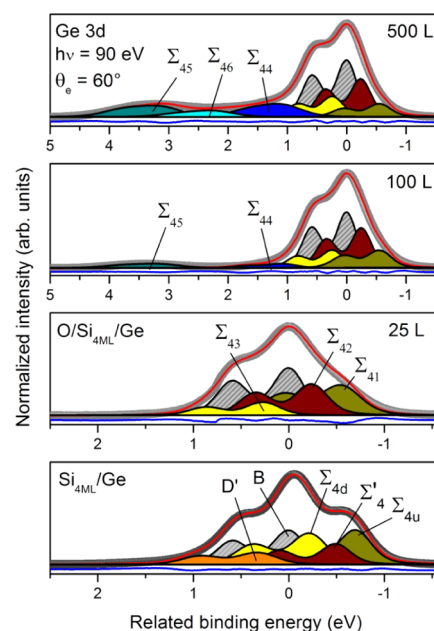 Normalized intensity (arb. units)
Ge 3d
500 L
hν = 90 eV
θₑ = 60°
Σ₄₅
Σ₄₆
Σ₄₄
5 4 3 2 1 0 -1
100 L
Σ₄₅
Σ₄₄
5 4 3 2 1 0 -1
O/Si₄ML/Ge
25 L
Σ₄₃
Σ₄₂
Σ₄₁
2 1 0 -1
Si₄ML/Ge
D'
B
Σ₄d
Σ'₄
Σ₄u
2 1 0 -1
Related binding energy (eV)